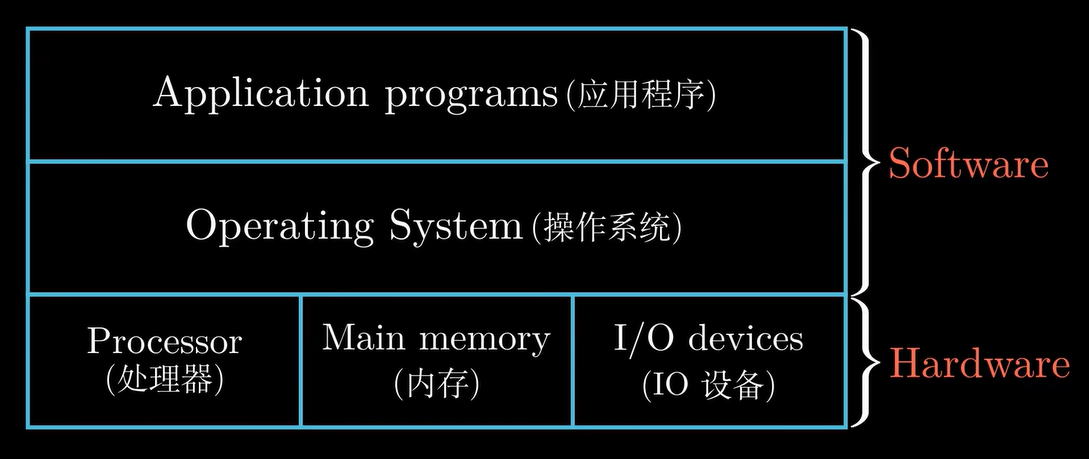 Application programs (应用程序)
Software
Operating System (操作系统)
Processor
(处理器)
Main memory
(内存)
I/O devices
(IO 设备)
Hardware